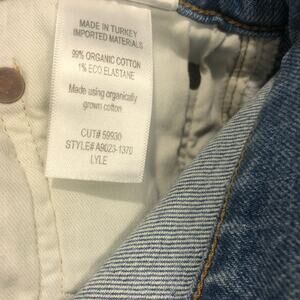 MADE IN TURKEY
IMPORTED MATERIALS
99% ORGANIC COTTON
1% ECO ELASTANE
Made using organically
grown cotton
CUT# 59930
STYLE# A9023-1370
LYLE